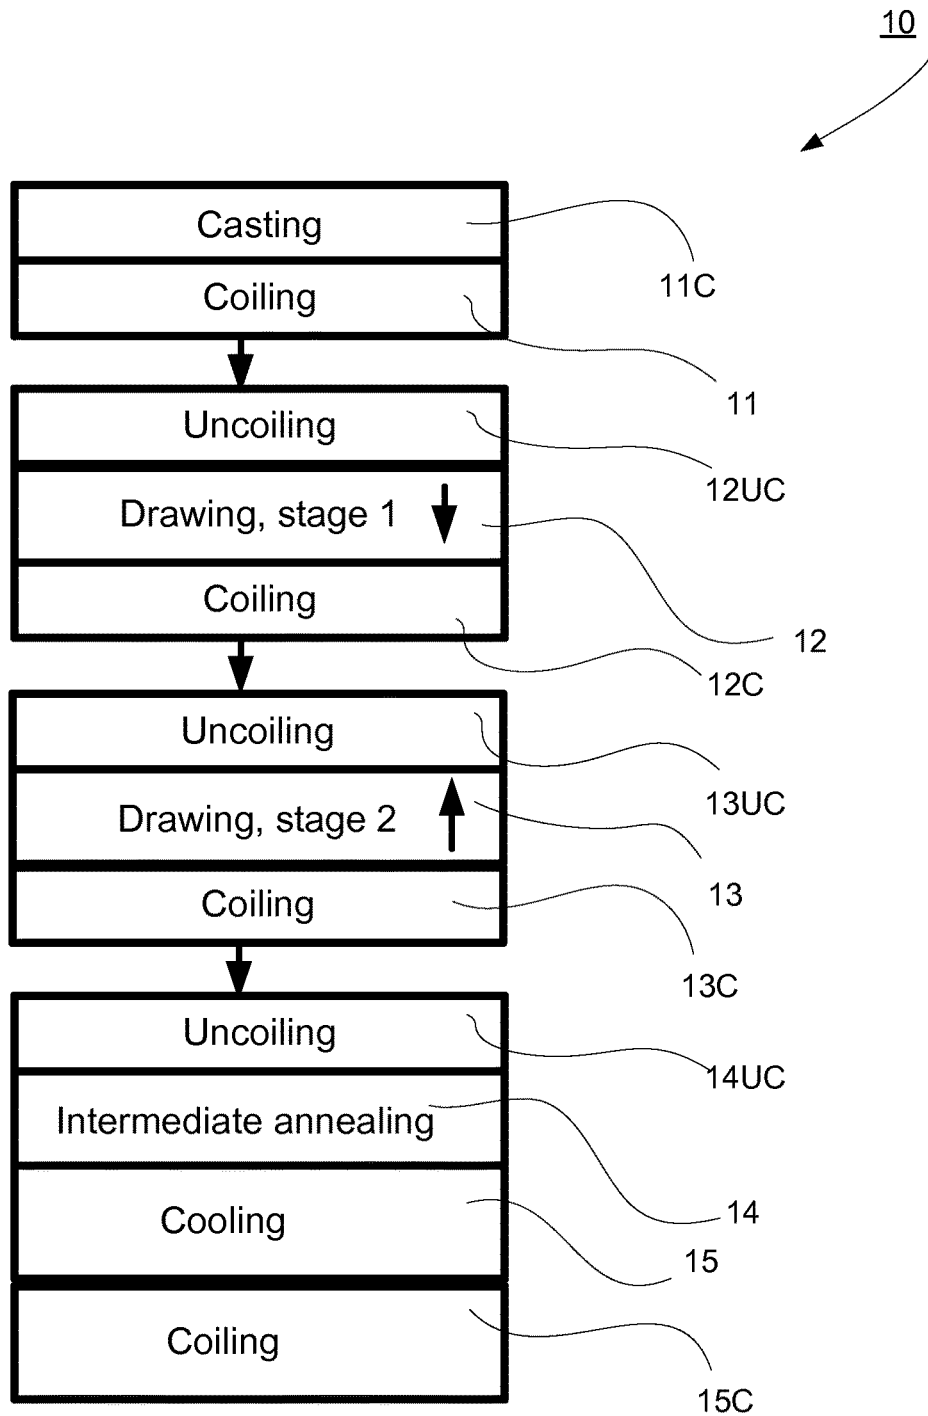 10
Casting
11C
Coiling
11
Uncoiling
12UC
Drawing, stage 1
12
Coiling
12C
Uncoiling
13UC
Drawing, stage 2
13
Coiling
13C
Uncoiling
14UC
Intermediate annealing
14
Cooling
15
Coiling
15C